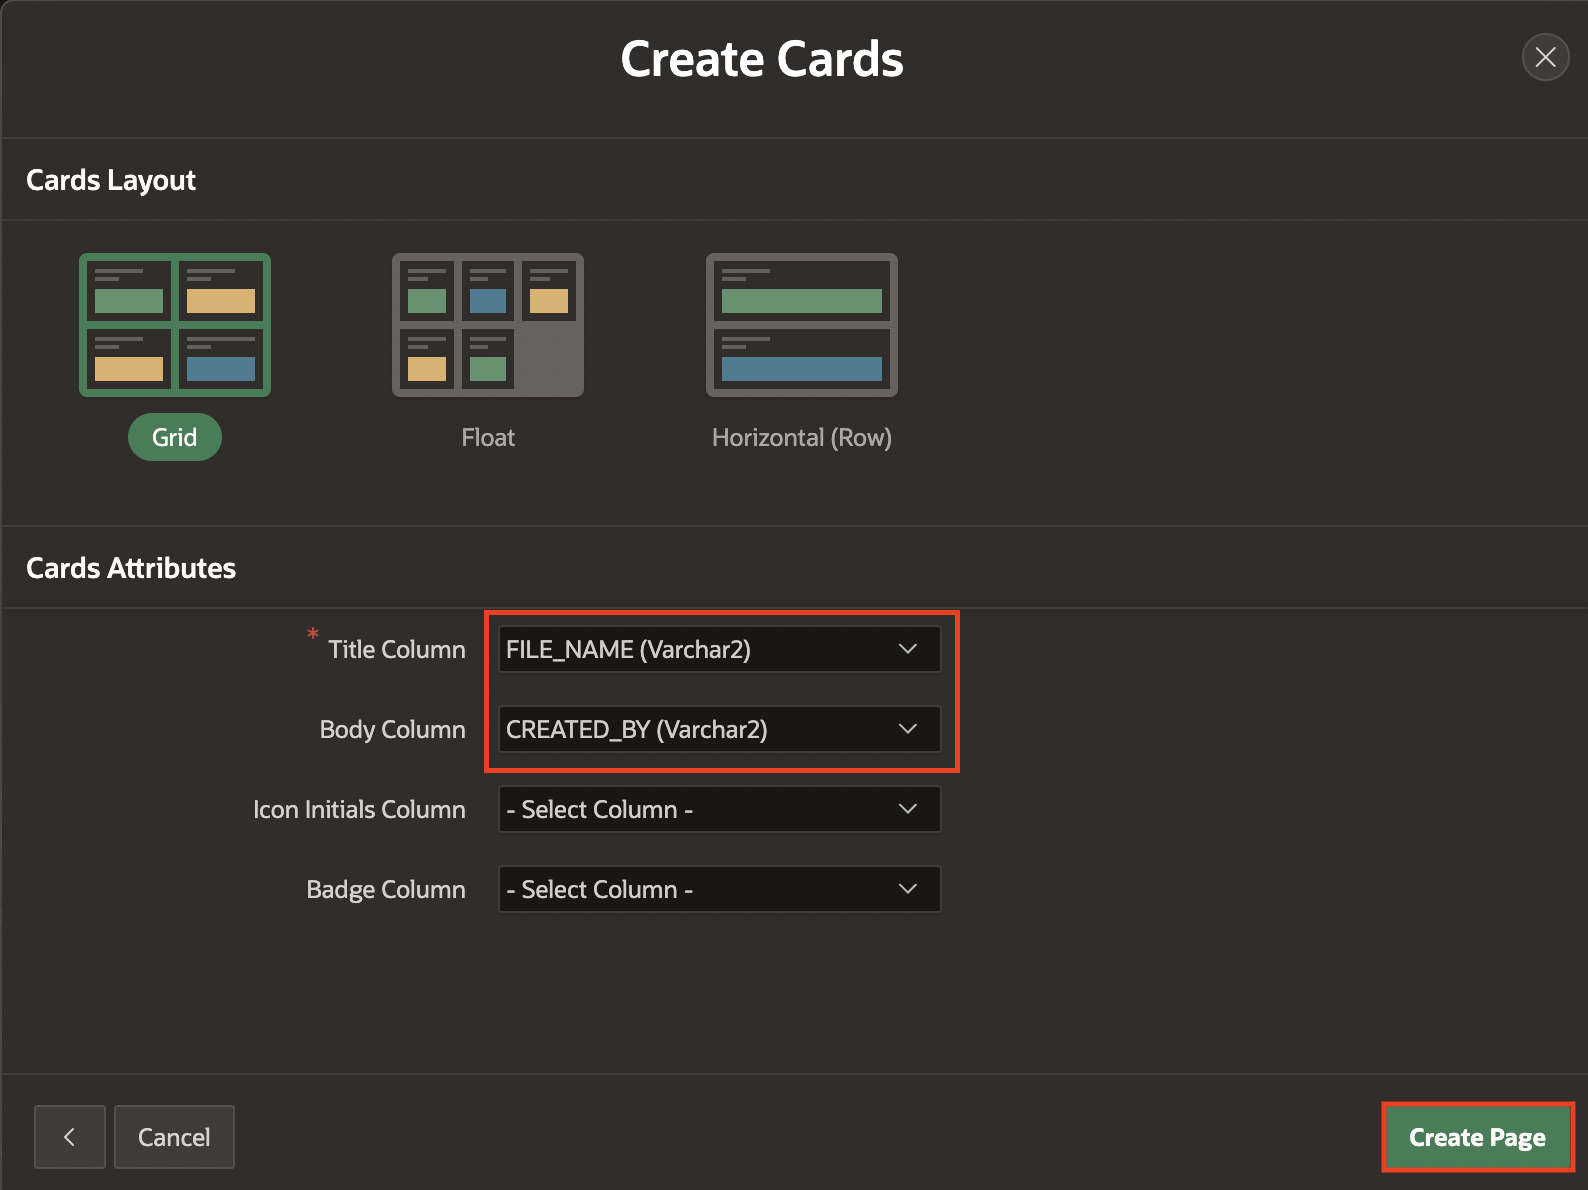 Create Cards
Cards Layout
Grid
Float
Horizontal (Row)
Cards Attributes
* Title Column
FILE_NAME (Varchar2)
Body Column
CREATED_BY (Varchar2)
Icon Initials Column
- Select Column -
Badge Column
- Select Column -
Cancel
Create Page